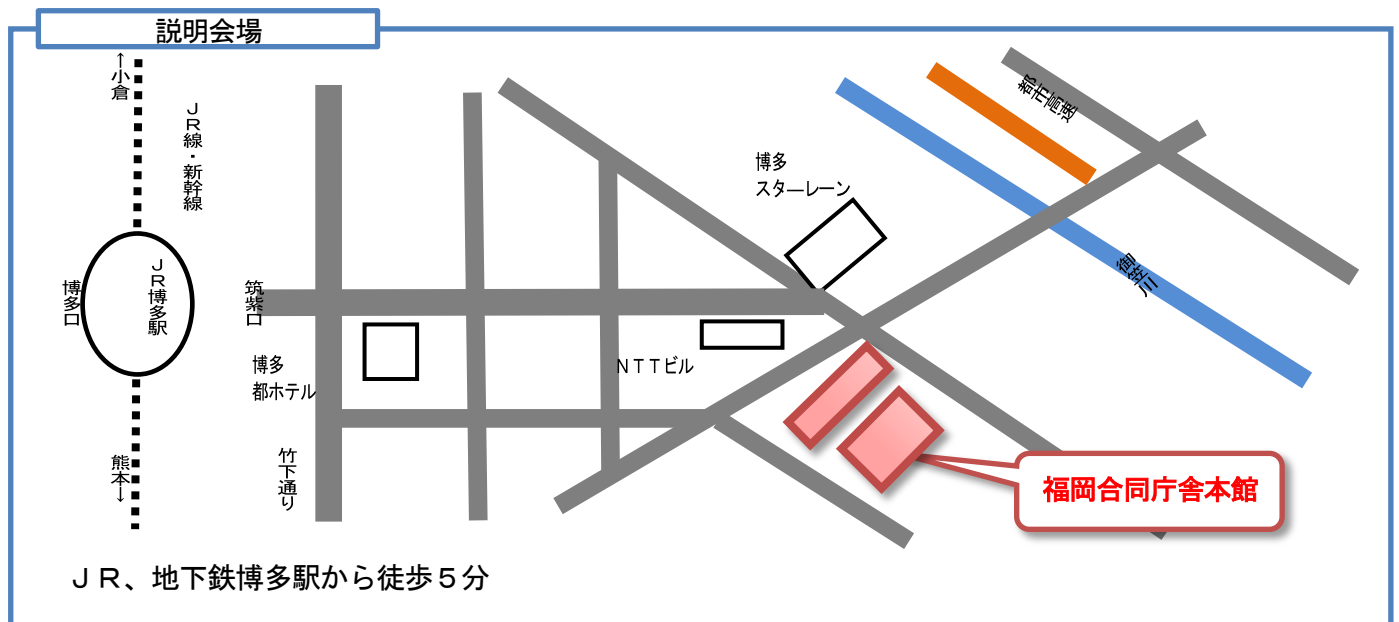 説明会場
↑小倉
ＪＲ線・新幹線
博多口
ＪＲ博多駅
筑紫口
博多
都ホテル
熊本↓
竹下通り
ＮＴＴビル
博多
スターレーン
都市高速
御笠川
福岡合同庁舎本館
ＪＲ、地下鉄博多駅から徒歩５分